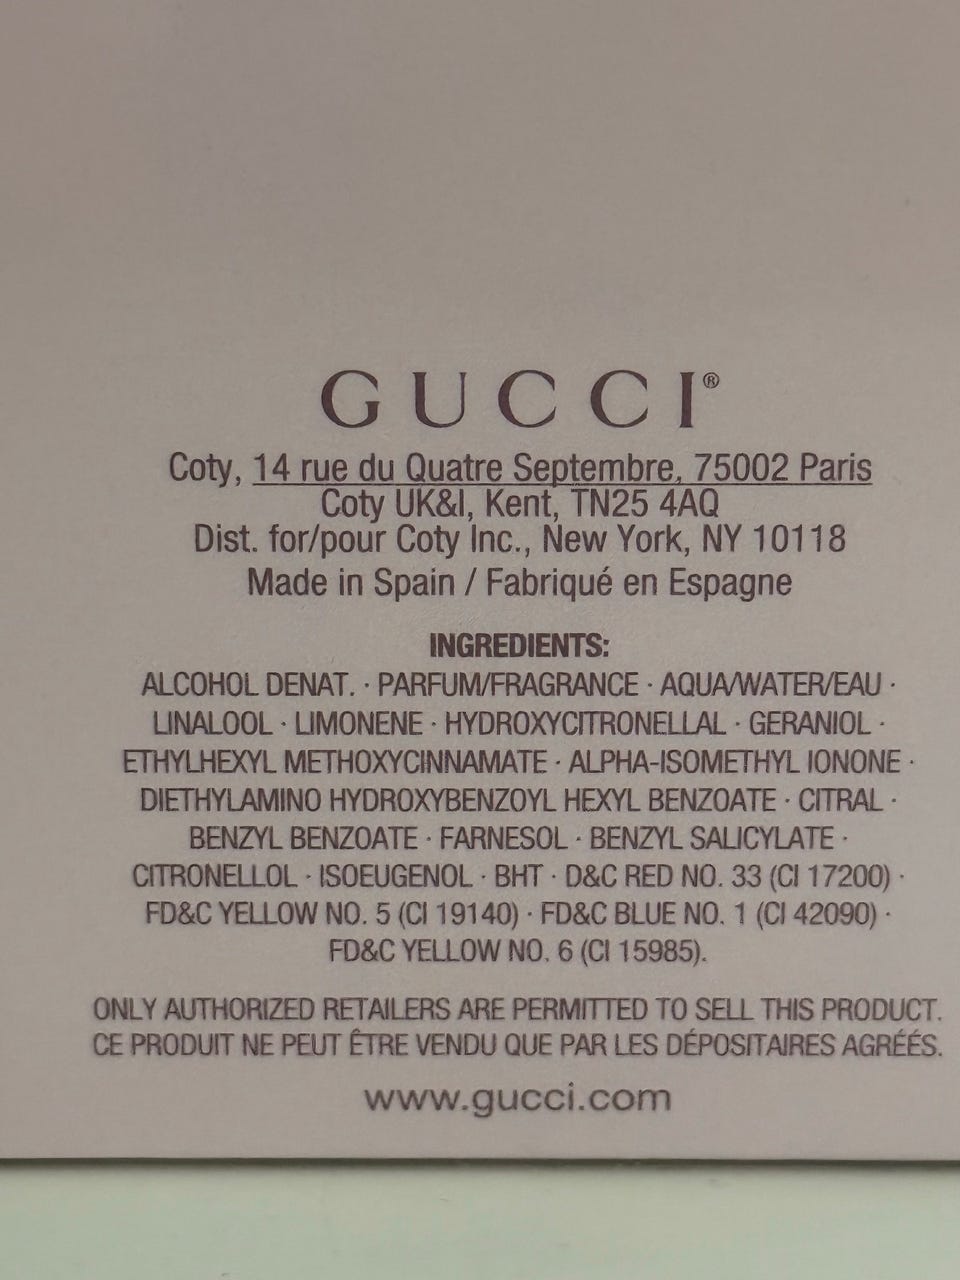 GUCCI®
Coty, 14 rue du Quatre Septembre, 75002 Paris
Coty UK&I, Kent, TN25 4AQ
Dist. for/pour Coty Inc., New York, NY 10118
Made in Spain / Fabriqué en Espagne
INGREDIENTS:
ALCOHOL DENAT. · PARFUM/FRAGRANCE · AQUA/WATER/EAU ·
LINALOOL · LIMONENE · HYDROXYCITRONELLAL · GERANIOL ·
ETHYLHEXYL METHOXYCINNAMATE · ALPHA-ISOMETHYL IONONE ·
DIETHYLAMINO HYDROXYBENZOYL HEXYL BENZOATE · CITRAL ·
BENZYL BENZOATE · FARNESOL · BENZYL SALICYLATE ·
CITRONELLOL · ISOEUGENOL · BHT · D&C RED NO. 33 (CI 17200) ·
FD&C YELLOW NO. 5 (CI 19140) · FD&C BLUE NO. 1 (CI 42090) ·
FD&C YELLOW NO. 6 (CI 15985).
ONLY AUTHORIZED RETAILERS ARE PERMITTED TO SELL THIS PRODUCT.
CE PRODUIT NE PEUT ÊTRE VENDU QUE PAR LES DÉPOSITAIRES AGRÉÉS.
www.gucci.com